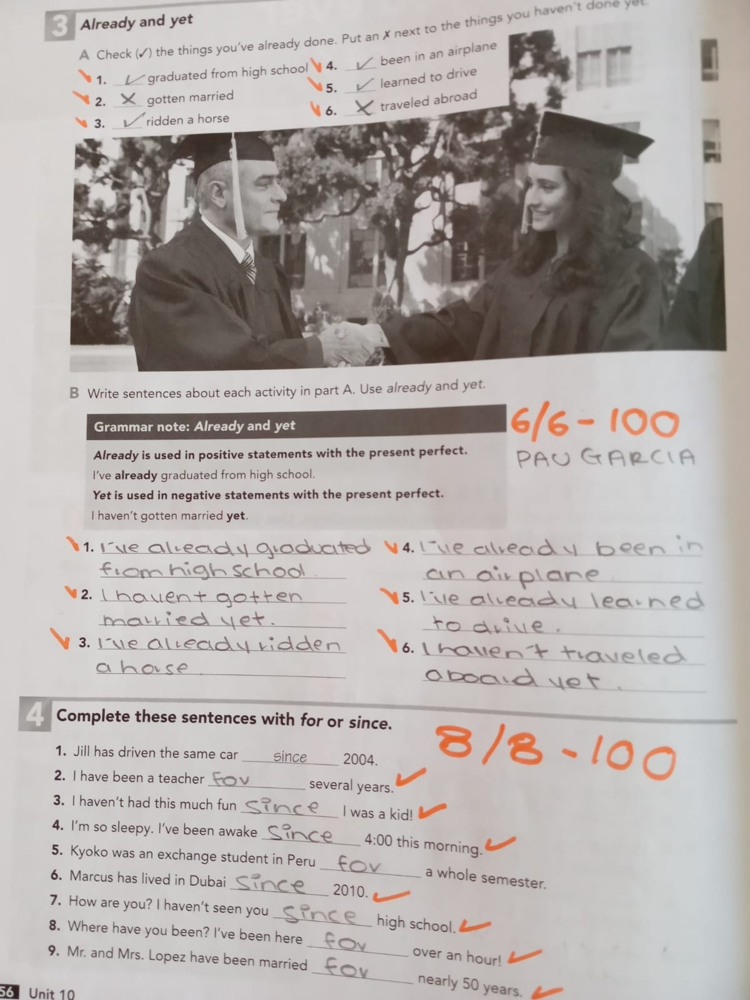 3 Already and yet
A Check (✓) the things you've already done. Put an ✗ next to the things you haven't done yet.
1. ✓ graduated from high school
2. ✗ gotten married
3. ✓ ridden a horse
4. ✓ been in an airplane
5. ✓ learned to drive
6. ✗ traveled abroad
B Write sentences about each activity in part A. Use already and yet.
Grammar note: Already and yet
Already is used in positive statements with the present perfect.
I've already graduated from high school.
Yet is used in negative statements with the present perfect.
I haven't gotten married yet.
6/6 - 100
PAU GARCIA
1. I've already graduated
from high school.
2. I haven't gotten
married yet.
3. I've already ridden
a horse.
4. I've already been in
an airplane.
5. I've already learned
to drive.
6. I haven't traveled
aboard yet.
4 Complete these sentences with for or since.
8/8 - 100
1. Jill has driven the same car since 2004.
2. I have been a teacher for several years.
3. I haven't had this much fun since I was a kid!
4. I'm so sleepy. I've been awake since 4:00 this morning.
5. Kyoko was an exchange student in Peru for a whole semester.
6. Marcus has lived in Dubai since 2010.
7. How are you? I haven't seen you since high school.
8. Where have you been? I've been here for over an hour!
9. Mr. and Mrs. Lopez have been married for nearly 50 years.
56 Unit 10